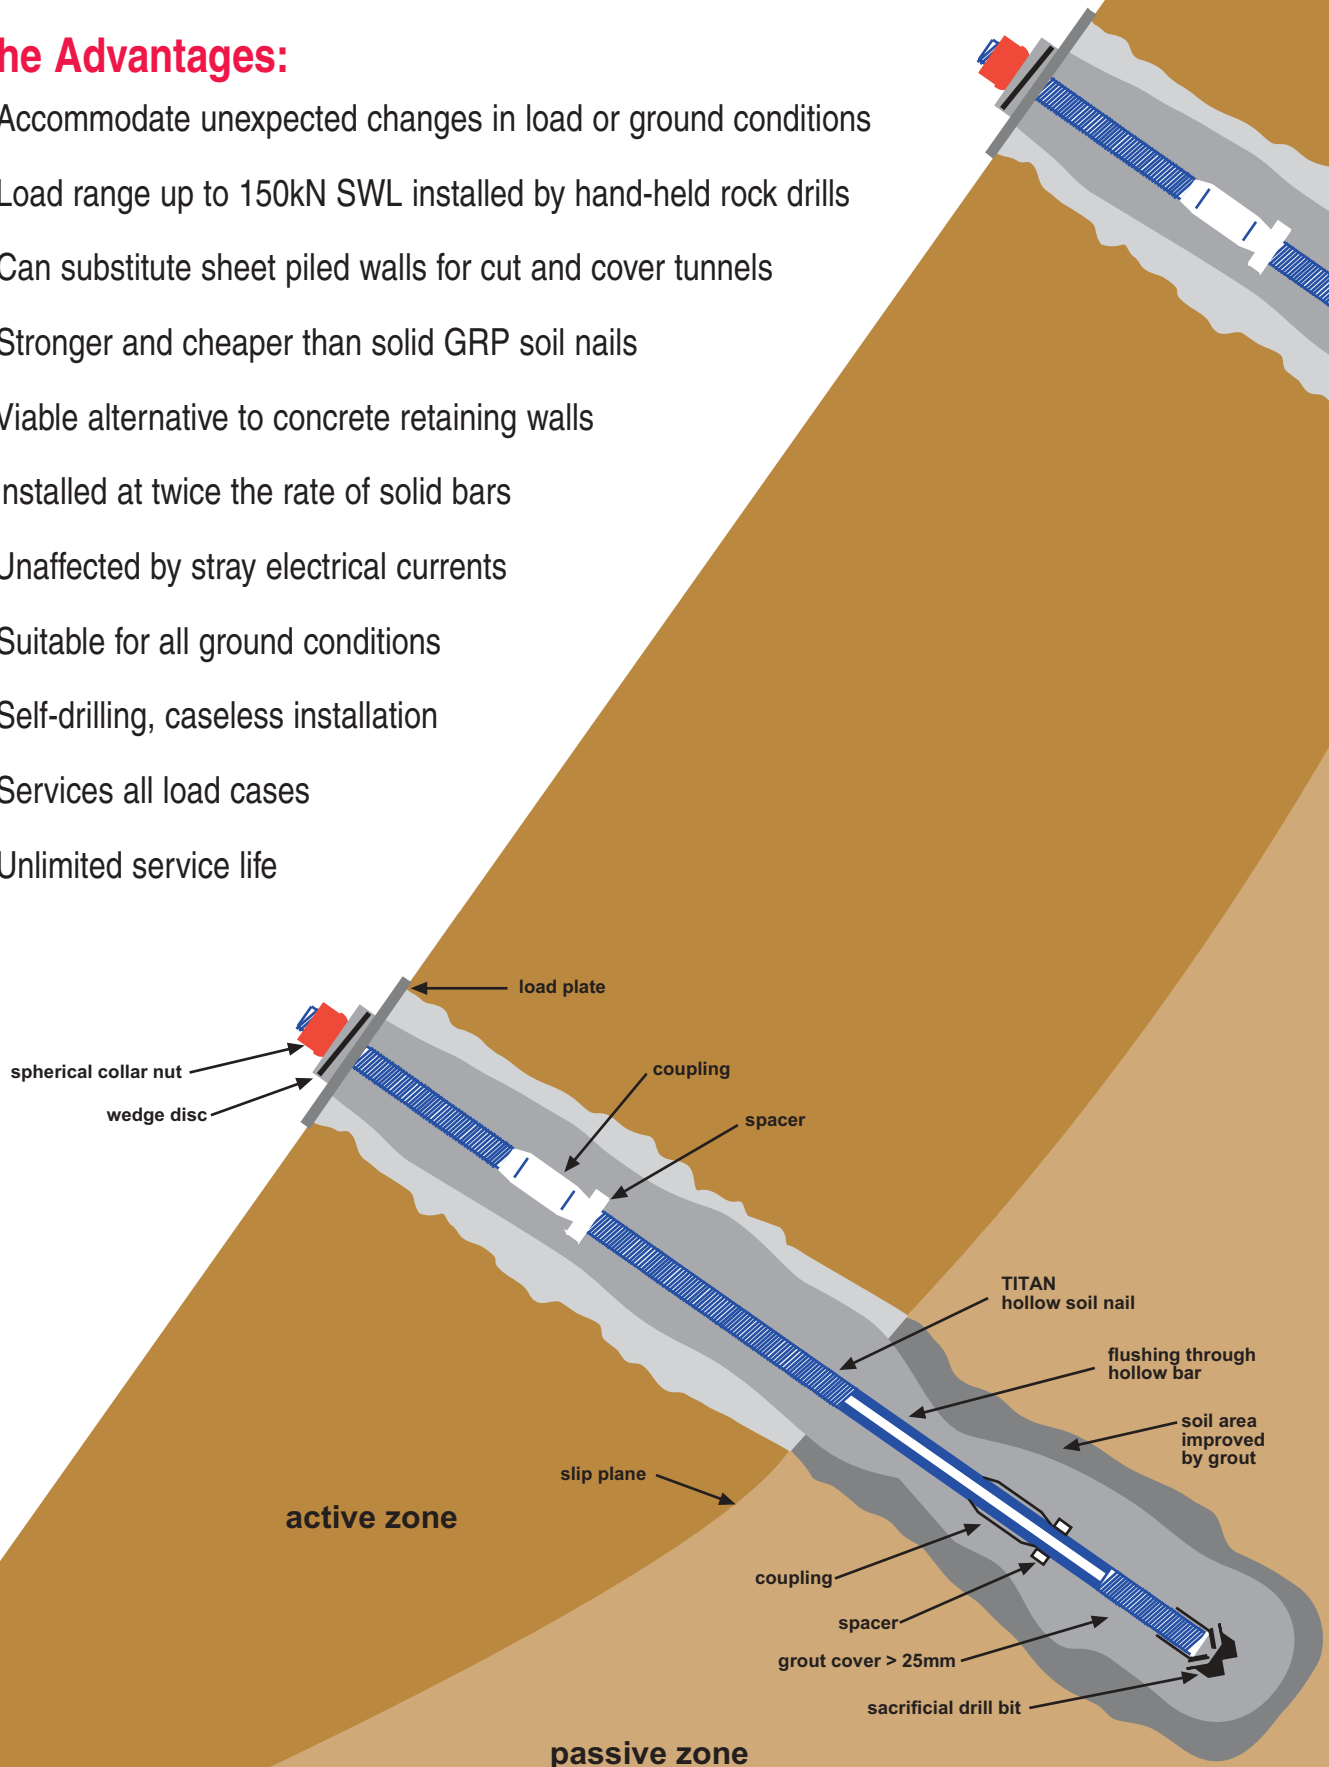 he Advantages:
Accommodate unexpected changes in load or ground conditions
Load range up to 150kN SWL installed by hand-held rock drills
Can substitute sheet piled walls for cut and cover tunnels
Stronger and cheaper than solid GRP soil nails
Viable alternative to concrete retaining walls
nstalled at twice the rate of solid bars
Unaffected by stray electrical currents
Suitable for all ground conditions
Self-drilling, caseless installation
Services all load cases
Unlimited service life
load plate
spherical collar nut
wedge disc
coupling
spacer
TITAN
hollow soil nail
flushing through
hollow bar
soil area
improved
by grout
slip plane
active zone
coupling
spacer
grout cover > 25mm
sacrificial drill bit
passive zone